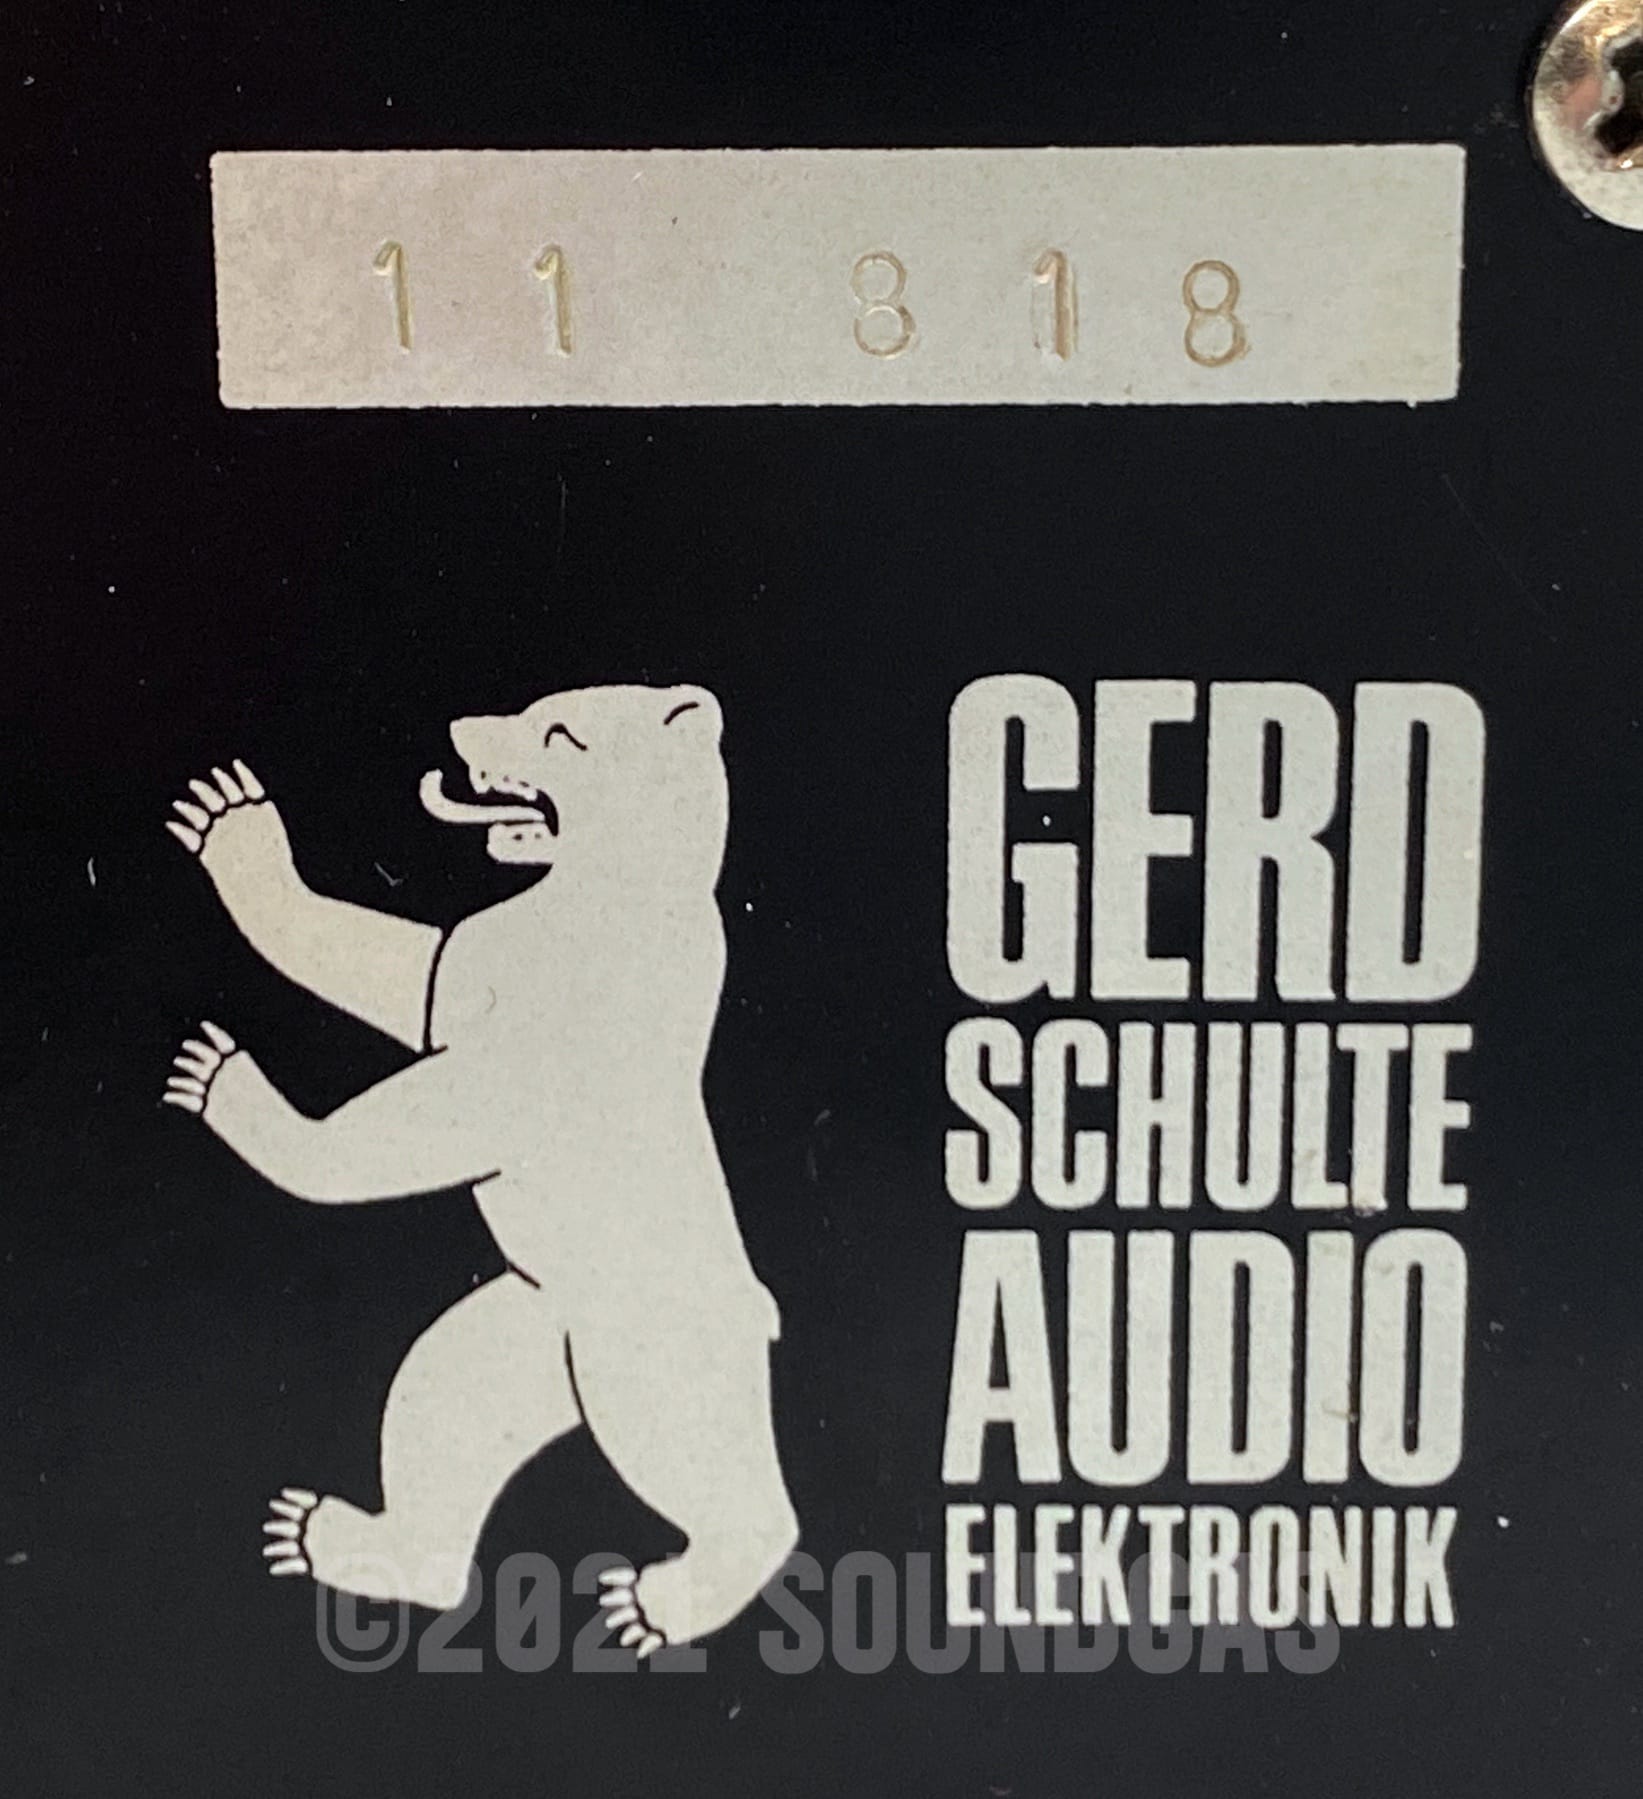 11 818
GERD
SCHULTE
AUDIO
ELEKTRONIK
©2021 SOUNDGAS